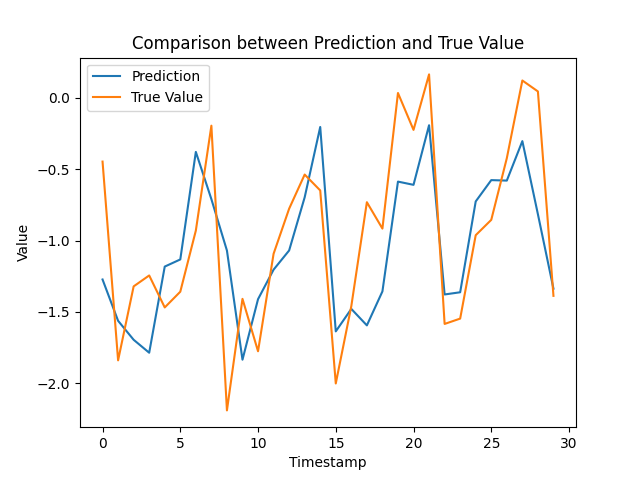 Comparison between Prediction and True Value
Prediction
True Value
0.0
−0.5
−1.0
−1.5
−2.0
Value
0
5
10
15
20
25
30
Timestamp